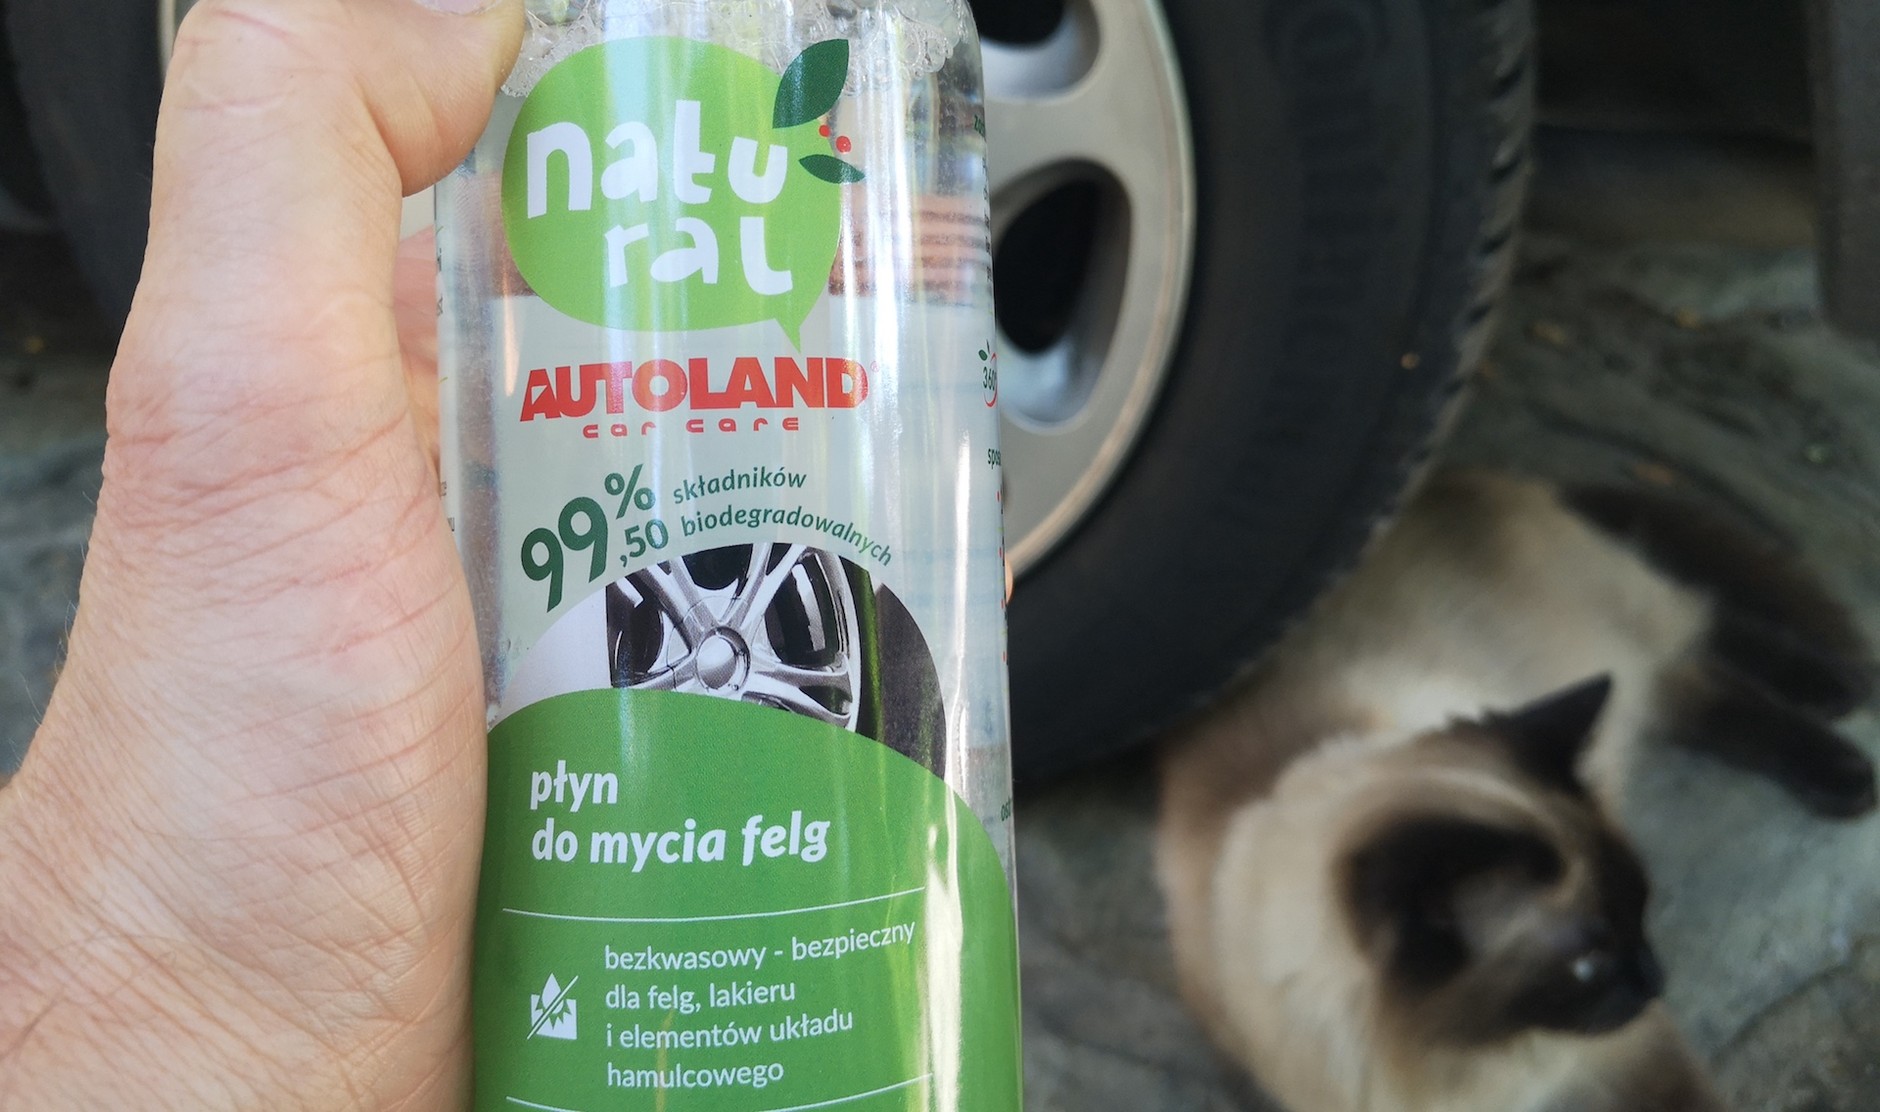 natu
ral
AUTOLAND®
car care
99,50% składników
biodegradowalnych
360°
płyn
do mycia felg
bezkwasowy - bezpieczny
dla felg, lakieru
i elementów układu
hamulcowego